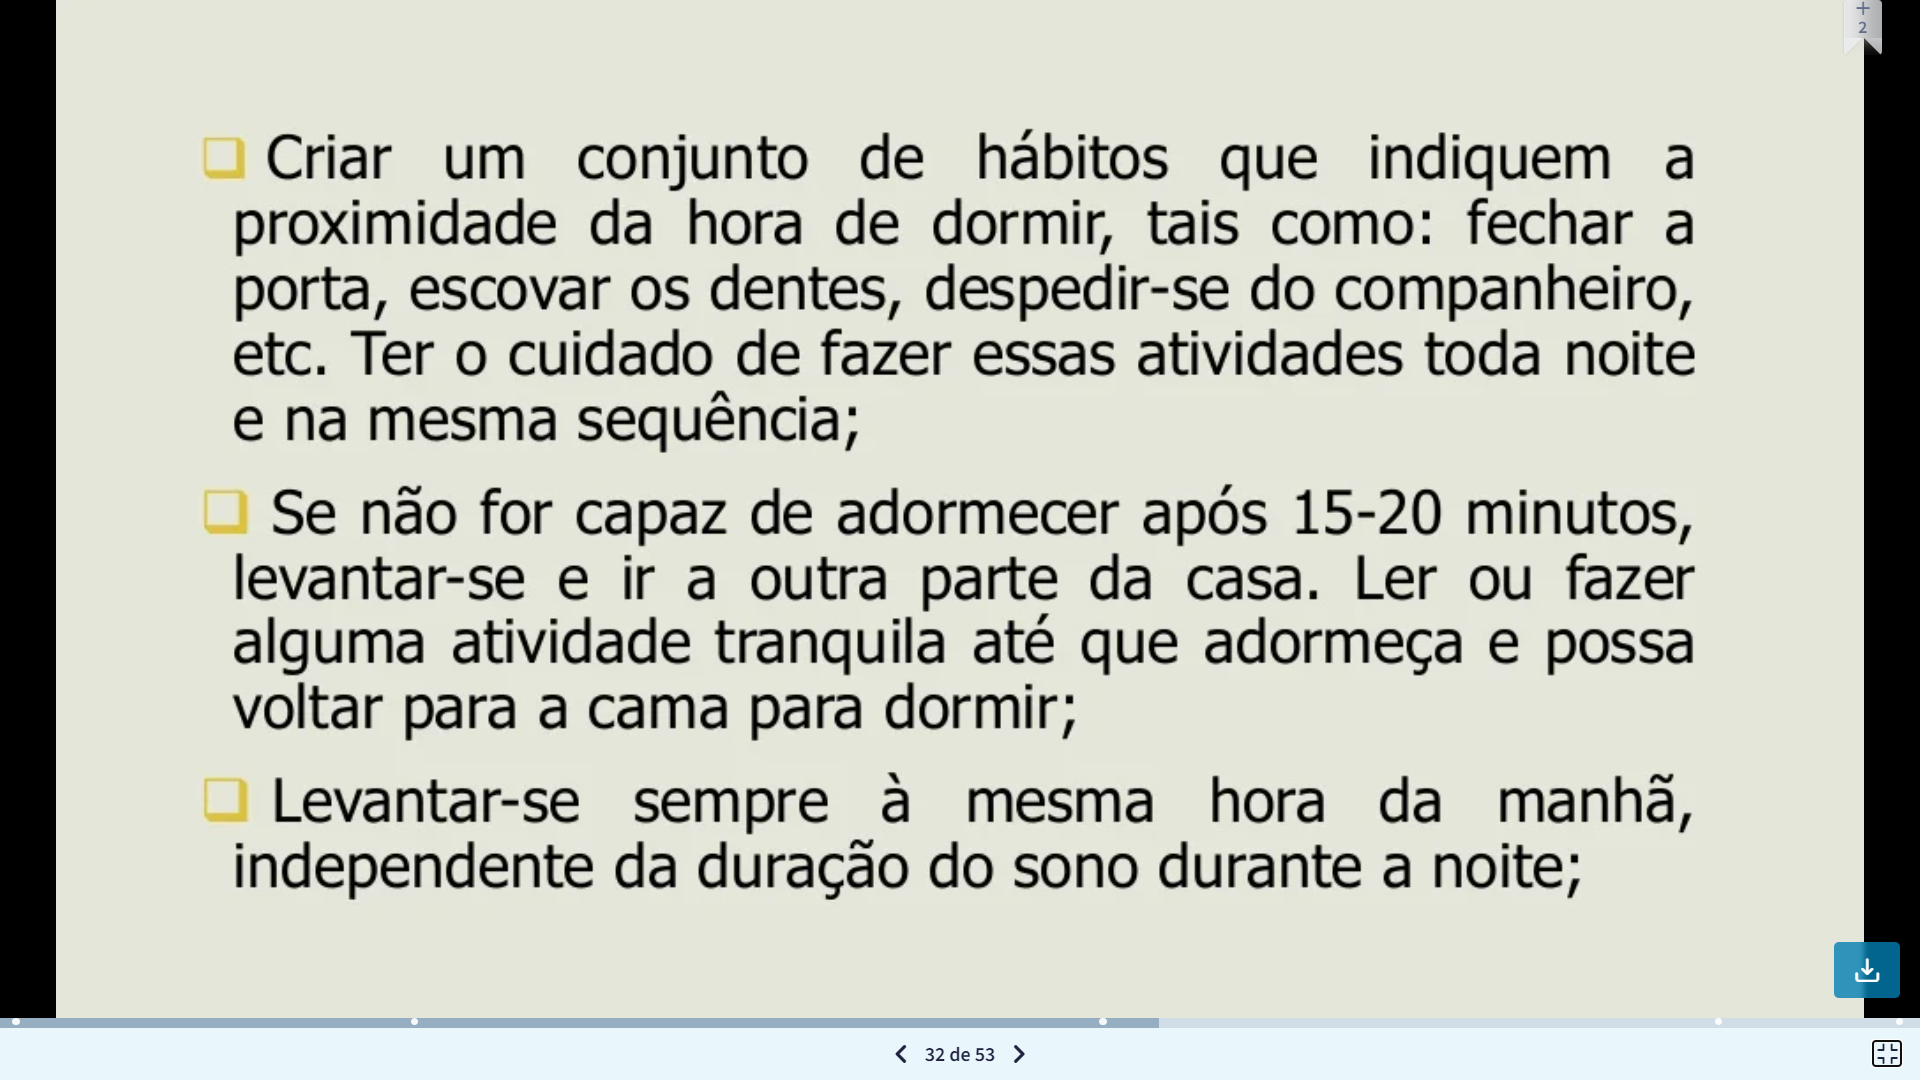 +
2
Criar um conjunto de hábitos que indiquem a
proximidade da hora de dormir, tais como: fechar a
porta, escovar os dentes, despedir-se do companheiro,
etc. Ter o cuidado de fazer essas atividades toda noite
e na mesma sequência;
Se não for capaz de adormecer após 15-20 minutos,
levantar-se e ir a outra parte da casa. Ler ou fazer
alguma atividade tranquila até que adormeça e possa
voltar para a cama para dormir;
Levantar-se sempre à mesma hora da manhã,
independente da duração do sono durante a noite;
32 de 53